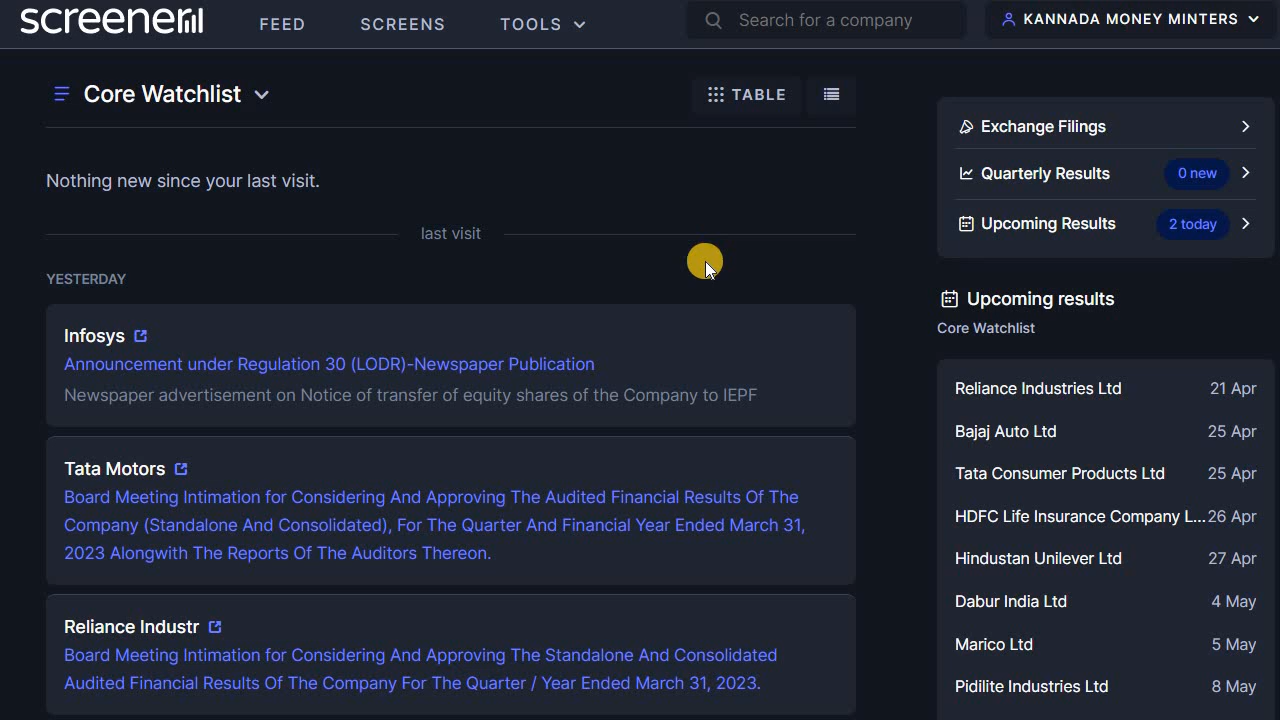 screener
FEED
SCREENS
TOOLS
Search for a company
KANNADA MONEY MINTERS
Core Watchlist
TABLE
Nothing new since your last visit.
last visit
YESTERDAY
Infosys
Announcement under Regulation 30 (LODR)-Newspaper Publication
Newspaper advertisement on Notice of transfer of equity shares of the Company to IEPF
Tata Motors
Board Meeting Intimation for Considering And Approving The Audited Financial Results Of The
Company (Standalone And Consolidated), For The Quarter And Financial Year Ended March 31,
2023 Alongwith The Reports Of The Auditors Thereon.
Reliance Industr
Board Meeting Intimation for Considering And Approving The Standalone And Consolidated
Audited Financial Results Of The Company For The Quarter / Year Ended March 31, 2023.
Exchange Filings
Quarterly Results 0 new
Upcoming Results 2 today
Upcoming results
Core Watchlist
Reliance Industries Ltd 21 Apr
Bajaj Auto Ltd 25 Apr
Tata Consumer Products Ltd 25 Apr
HDFC Life Insurance Company L... 26 Apr
Hindustan Unilever Ltd 27 Apr
Dabur India Ltd 4 May
Marico Ltd 5 May
Pidilite Industries Ltd 8 May